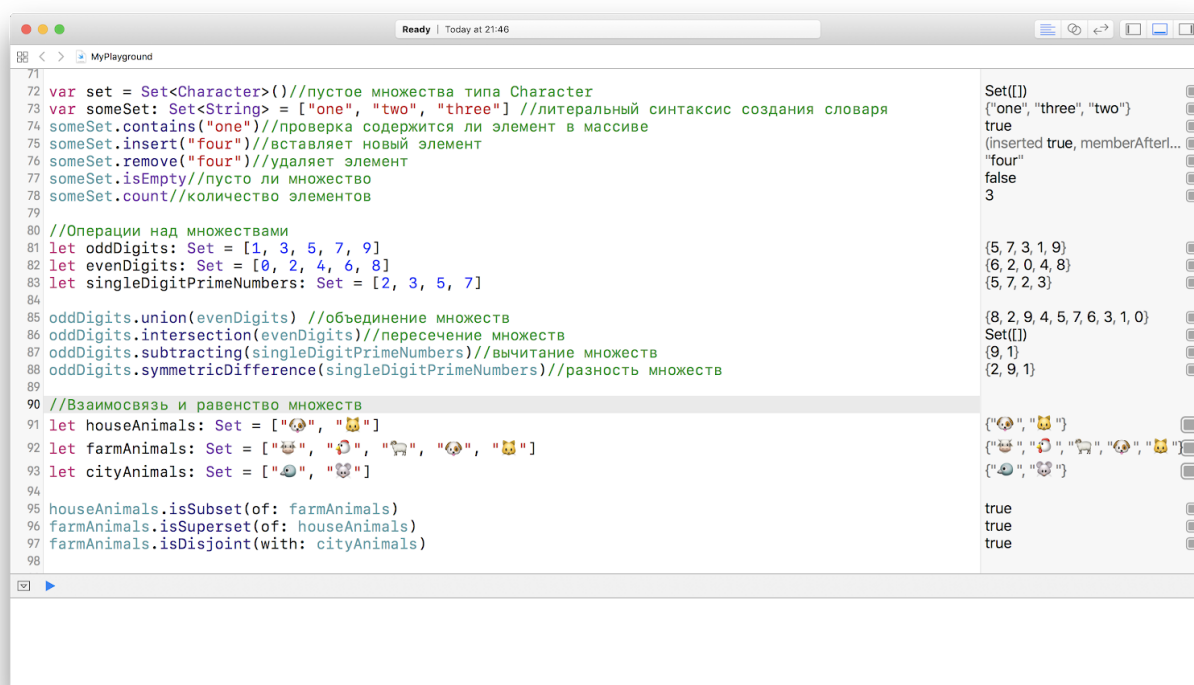 Ready | Today at 21:46
MyPlayground
71
72 var set = Set<Character>()//пустое множества типа Character Set([])
73 var someSet: Set<String> = ["one", "two", "three"] //литеральный синтаксис создания словаря {"one", "three", "two"}
74 someSet.contains("one")//проверка содержится ли элемент в массиве true
75 someSet.insert("four")//вставляет новый элемент (inserted true, memberAfterI...
76 someSet.remove("four")//удаляет элемент "four"
77 someSet.isEmpty//пусто ли множество false
78 someSet.count//количество элементов 3
79
80 //Операции над множествами
81 let oddDigits: Set = [1, 3, 5, 7, 9] {5, 7, 3, 1, 9}
82 let evenDigits: Set = [0, 2, 4, 6, 8] {6, 2, 0, 4, 8}
83 let singleDigitPrimeNumbers: Set = [2, 3, 5, 7] {5, 7, 2, 3}
84
85 oddDigits.union(evenDigits) //объединение множеств {8, 2, 9, 4, 5, 7, 6, 3, 1, 0}
86 oddDigits.intersection(evenDigits)//пересечение множеств Set([])
87 oddDigits.subtracting(singleDigitPrimeNumbers)//вычитание множеств {9, 1}
88 oddDigits.symmetricDifference(singleDigitPrimeNumbers)//разность множеств {2, 9, 1}
89
90 //Взаимосвязь и равенство множеств
91 let houseAnimals: Set = ["🐶", "🐱"] {"🐶", "🐱"}
92 let farmAnimals: Set = ["🐮", "🐔", "🐑", "🐶", "🐱"] {"🐮", "🐔", "🐑", "🐶", "🐱"}
93 let cityAnimals: Set = ["🐦", "🐭"] {"🐦", "🐭"}
94
95 houseAnimals.isSubset(of: farmAnimals) true
96 farmAnimals.isSuperset(of: houseAnimals) true
97 farmAnimals.isDisjoint(with: cityAnimals) true
98